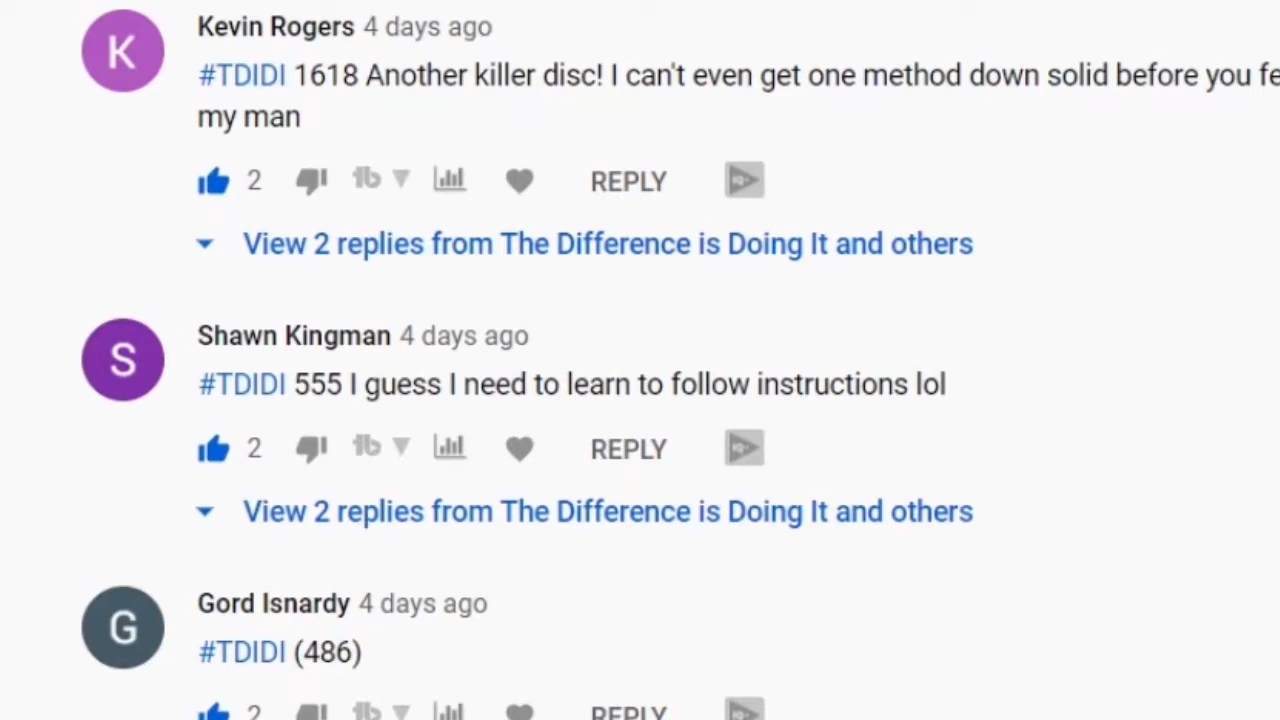 K
Kevin Rogers 4 days ago
#TDIDI 1618 Another killer disc! I can't even get one method down solid before you
my man
2 REPLY
View 2 replies from The Difference is Doing It and others
S
Shawn Kingman 4 days ago
#TDIDI 555 I guess I need to learn to follow instructions lol
2 REPLY
View 2 replies from The Difference is Doing It and others
G
Gord Isnardy 4 days ago
#TDIDI (486)
2 REPLY